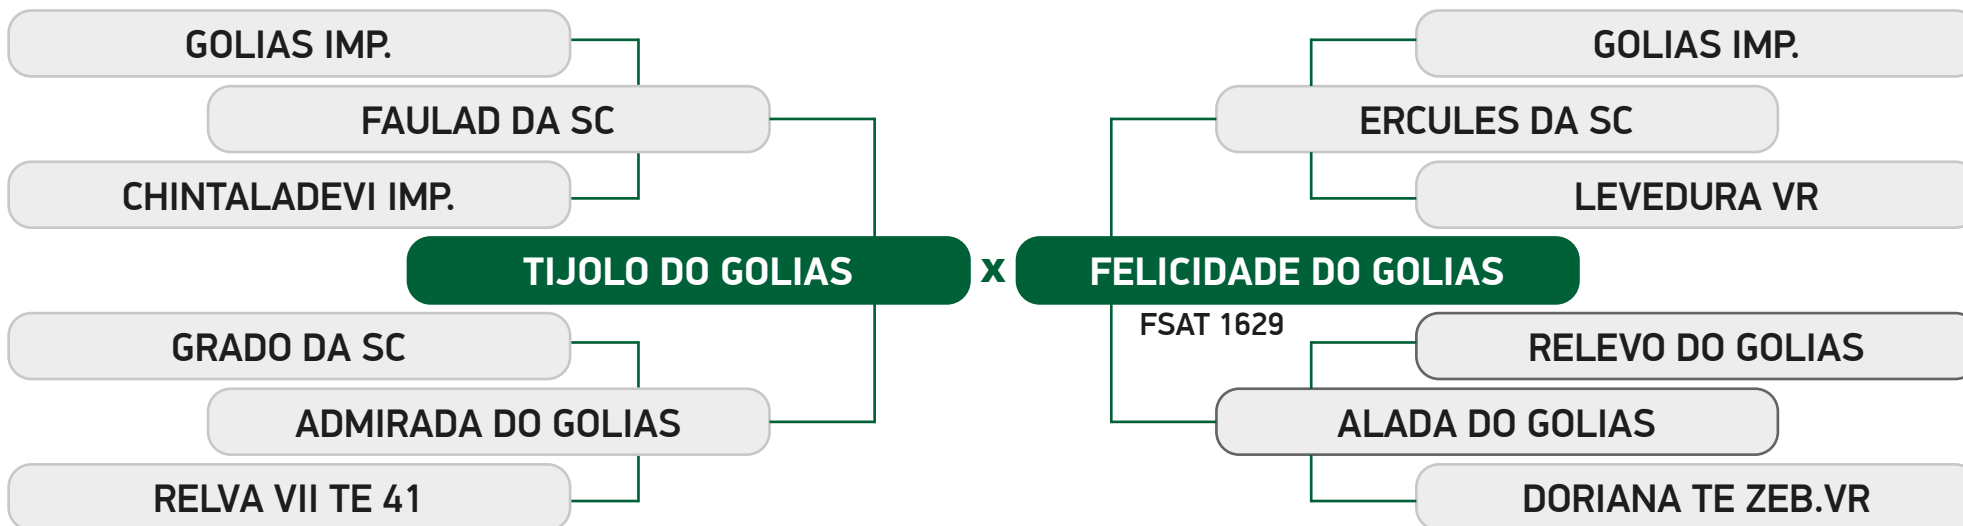 GOLIAS IMP.
GOLIAS IMP.
FAULAD DA SC
ERCULES DA SC
CHINTALADEVI IMP.
LEVEDURA VR
TIJOLO DO GOLIAS x FELICIDADE DO GOLIAS
FSAT 1629
GRADO DA SC
RELEVO DO GOLIAS
ADMIRADA DO GOLIAS
ALADA DO GOLIAS
RELVA VII TE 41
DORIANA TE ZEB.VR